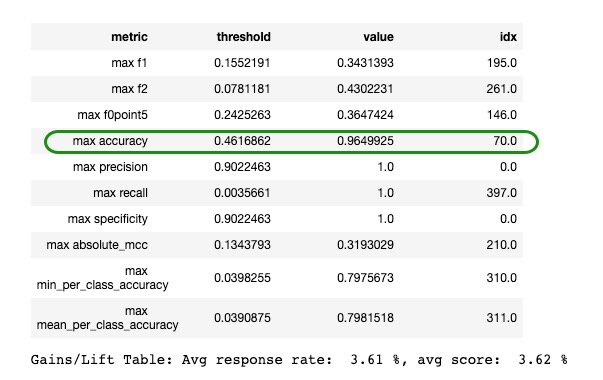 metric threshold value idx
max f1 0.1552191 0.3431393 195.0
max f2 0.0781181 0.4302231 261.0
max f0point5 0.2425263 0.3647424 146.0
max accuracy 0.4616862 0.9649925 70.0
max precision 0.9022463 1.0 0.0
max recall 0.0035661 1.0 397.0
max specificity 0.9022463 1.0 0.0
max absolute_mcc 0.1343793 0.3193029 210.0
max
min_per_class_accuracy 0.0398255 0.7975673 310.0
max
mean_per_class_accuracy 0.0390875 0.7981518 311.0
Gains/Lift Table: Avg response rate: 3.61 %, avg score: 3.62 %